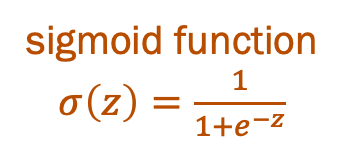 sigmoid function
σ(z) = 1/(1+e^{-z})